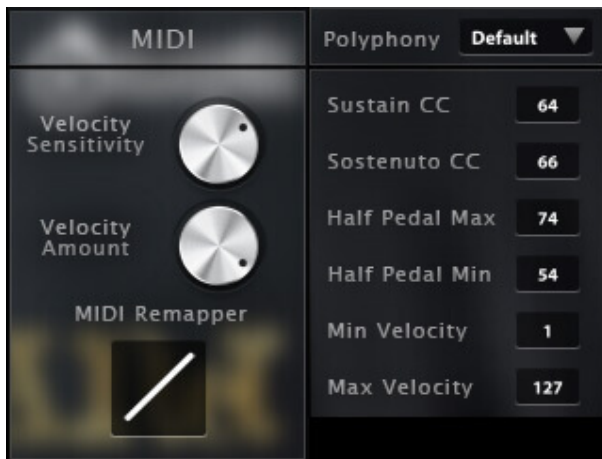 MIDI
Velocity
Sensitivity
Velocity
Amount
MIDI Remapper
Polyphony Default
Sustain CC 64
Sostenuto CC 66
Half Pedal Max 74
Half Pedal Min 54
Min Velocity 1
Max Velocity 127